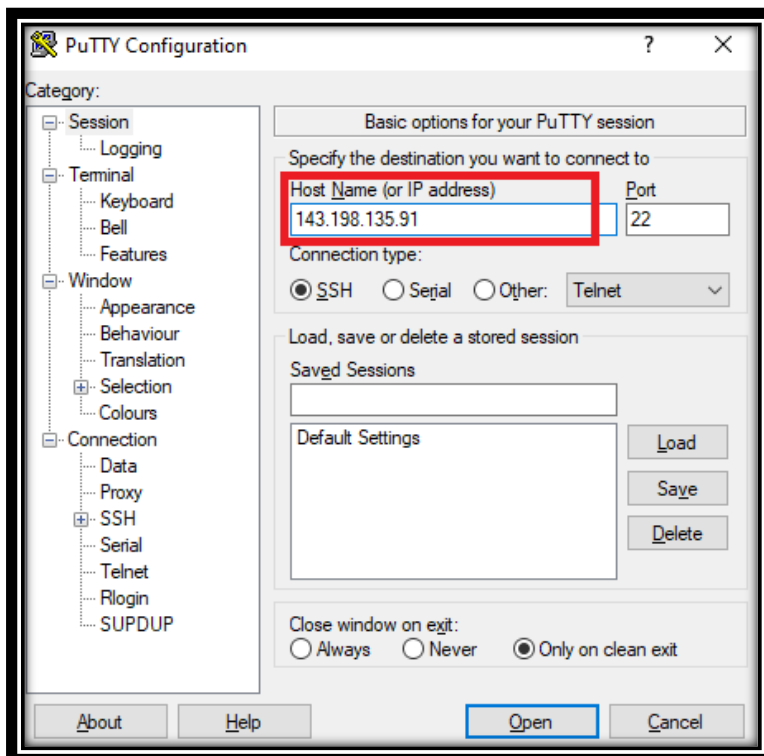 PuTTY Configuration
?
Category:
Session
Logging
Terminal
Keyboard
Bell
Features
Window
Appearance
Behaviour
Translation
Selection
Colours
Connection
Data
Proxy
SSH
Serial
Telnet
Rlogin
SUPDUP
Basic options for your PuTTY session
Specify the destination you want to connect to
Host Name (or IP address) Port
143.198.135.91 22
Connection type:
SSH Serial Other: Telnet
Load, save or delete a stored session
Saved Sessions
Default Settings
Load
Save
Delete
Close window on exit:
Always Never Only on clean exit
About Help Open Cancel